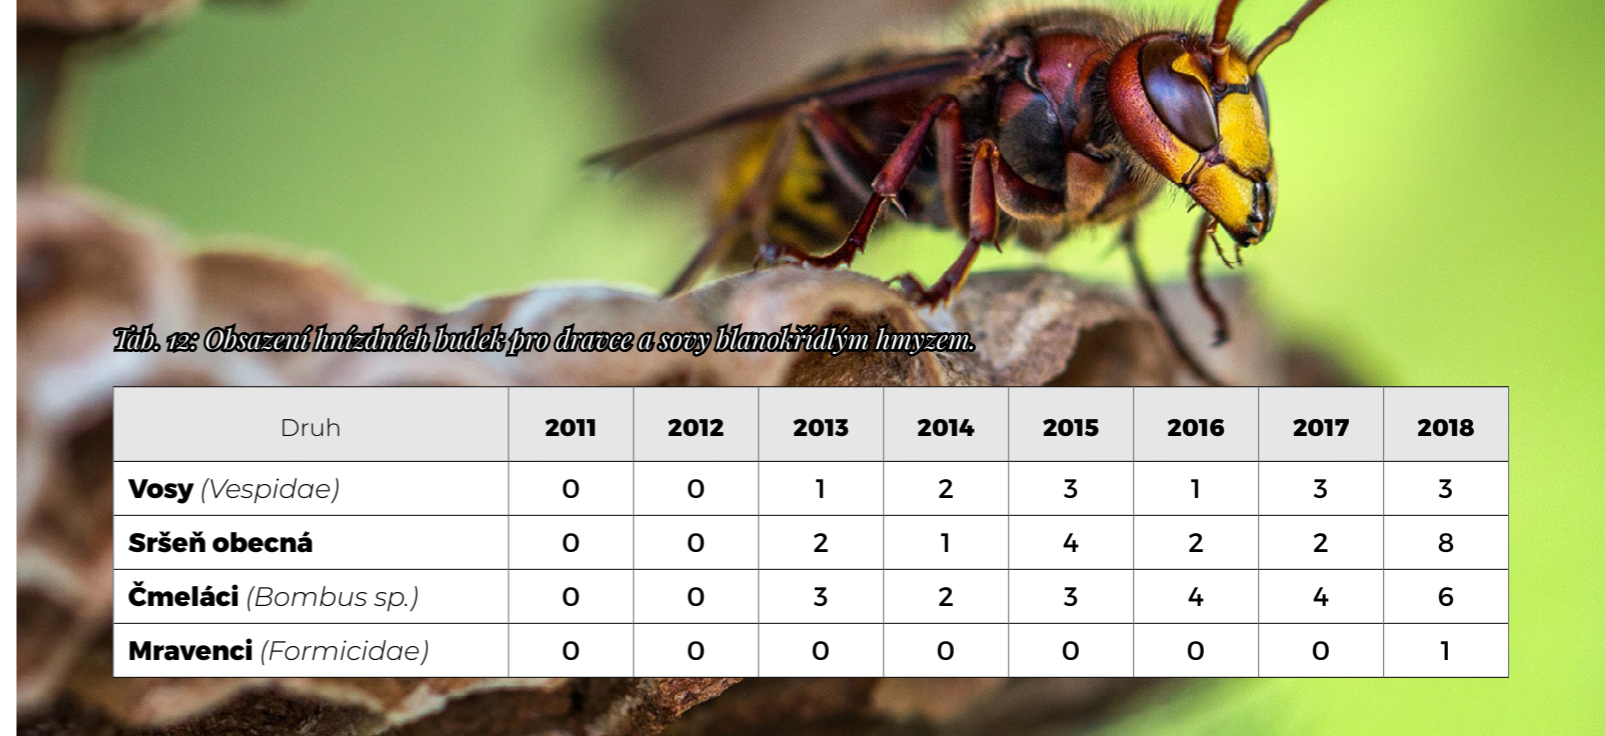 Tab. 12: Obsazení hnízdních budek pro dravce a sovy blanokřídlým hmyzem.
Druh 2011 2012 2013 2014 2015 2016 2017 2018
Vosy (Vespidae) 0 0 1 2 3 1 3 3
Sršeň obecná 0 0 2 1 4 2 2 8
Čmeláci (Bombus sp.) 0 0 3 2 3 4 4 6
Mravenci (Formicidae) 0 0 0 0 0 0 0 1